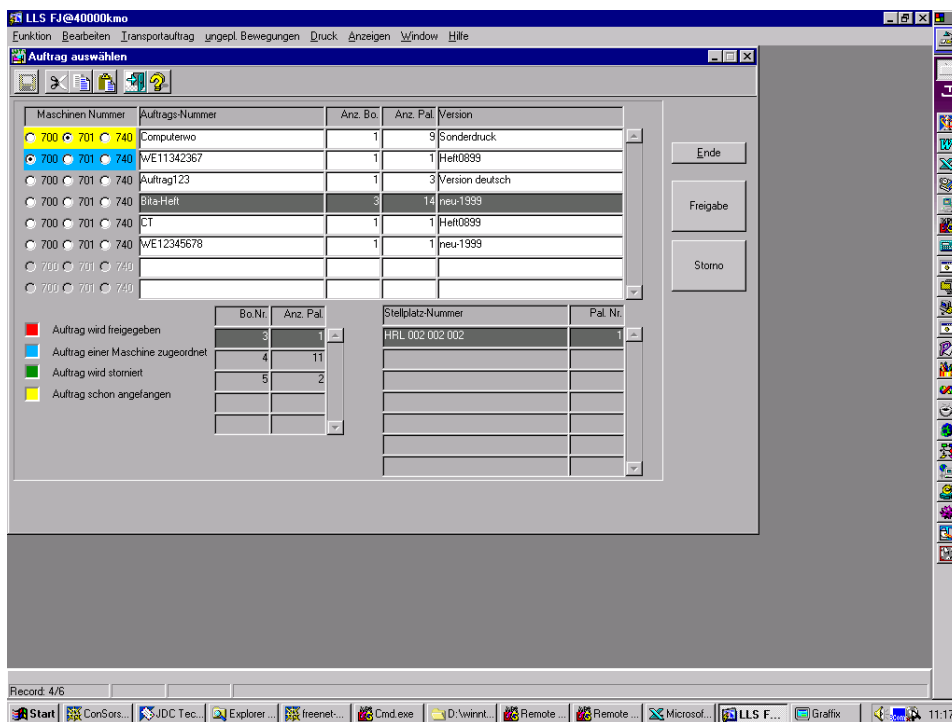 LLS FJ@40000kmo
Funktion Bearbeiten Transportauftrag ungepl. Bewegungen Druck Anzeigen Window Hilfe
Auftrag auswählen
Maschinen Nummer Auftrags-Nummer Anz. Bo. Anz. Pal. Version
700 701 740 Computerwo 1 9 Sonderdruck
700 701 740 WE11342367 1 1 Heft0899
700 701 740 Auftrag123 1 3 Version deutsch
700 701 740 Bita-Heft 3 14 neu-1999
700 701 740 CT 1 1 Heft0899
700 701 740 WE12345678 1 1 neu-1999
700 701 740
700 701 740
Ende
Freigabe
Storno
Auftrag wird freigegeben
Auftrag einer Maschine zugeordnet
Auftrag wird storniert
Auftrag schon angefangen
Bo.Nr. Anz. Pal.
3 1
4 11
5 2
Stellplatz-Nummer Pal. Nr.
HRL 002 002 002 1
Record: 4/6
Start ConSors... JDC Tec... Explorer ... freenet-... Cmd.exe D:\winnt... Remote ... Remote ... Microsof... LLS F... Graffix